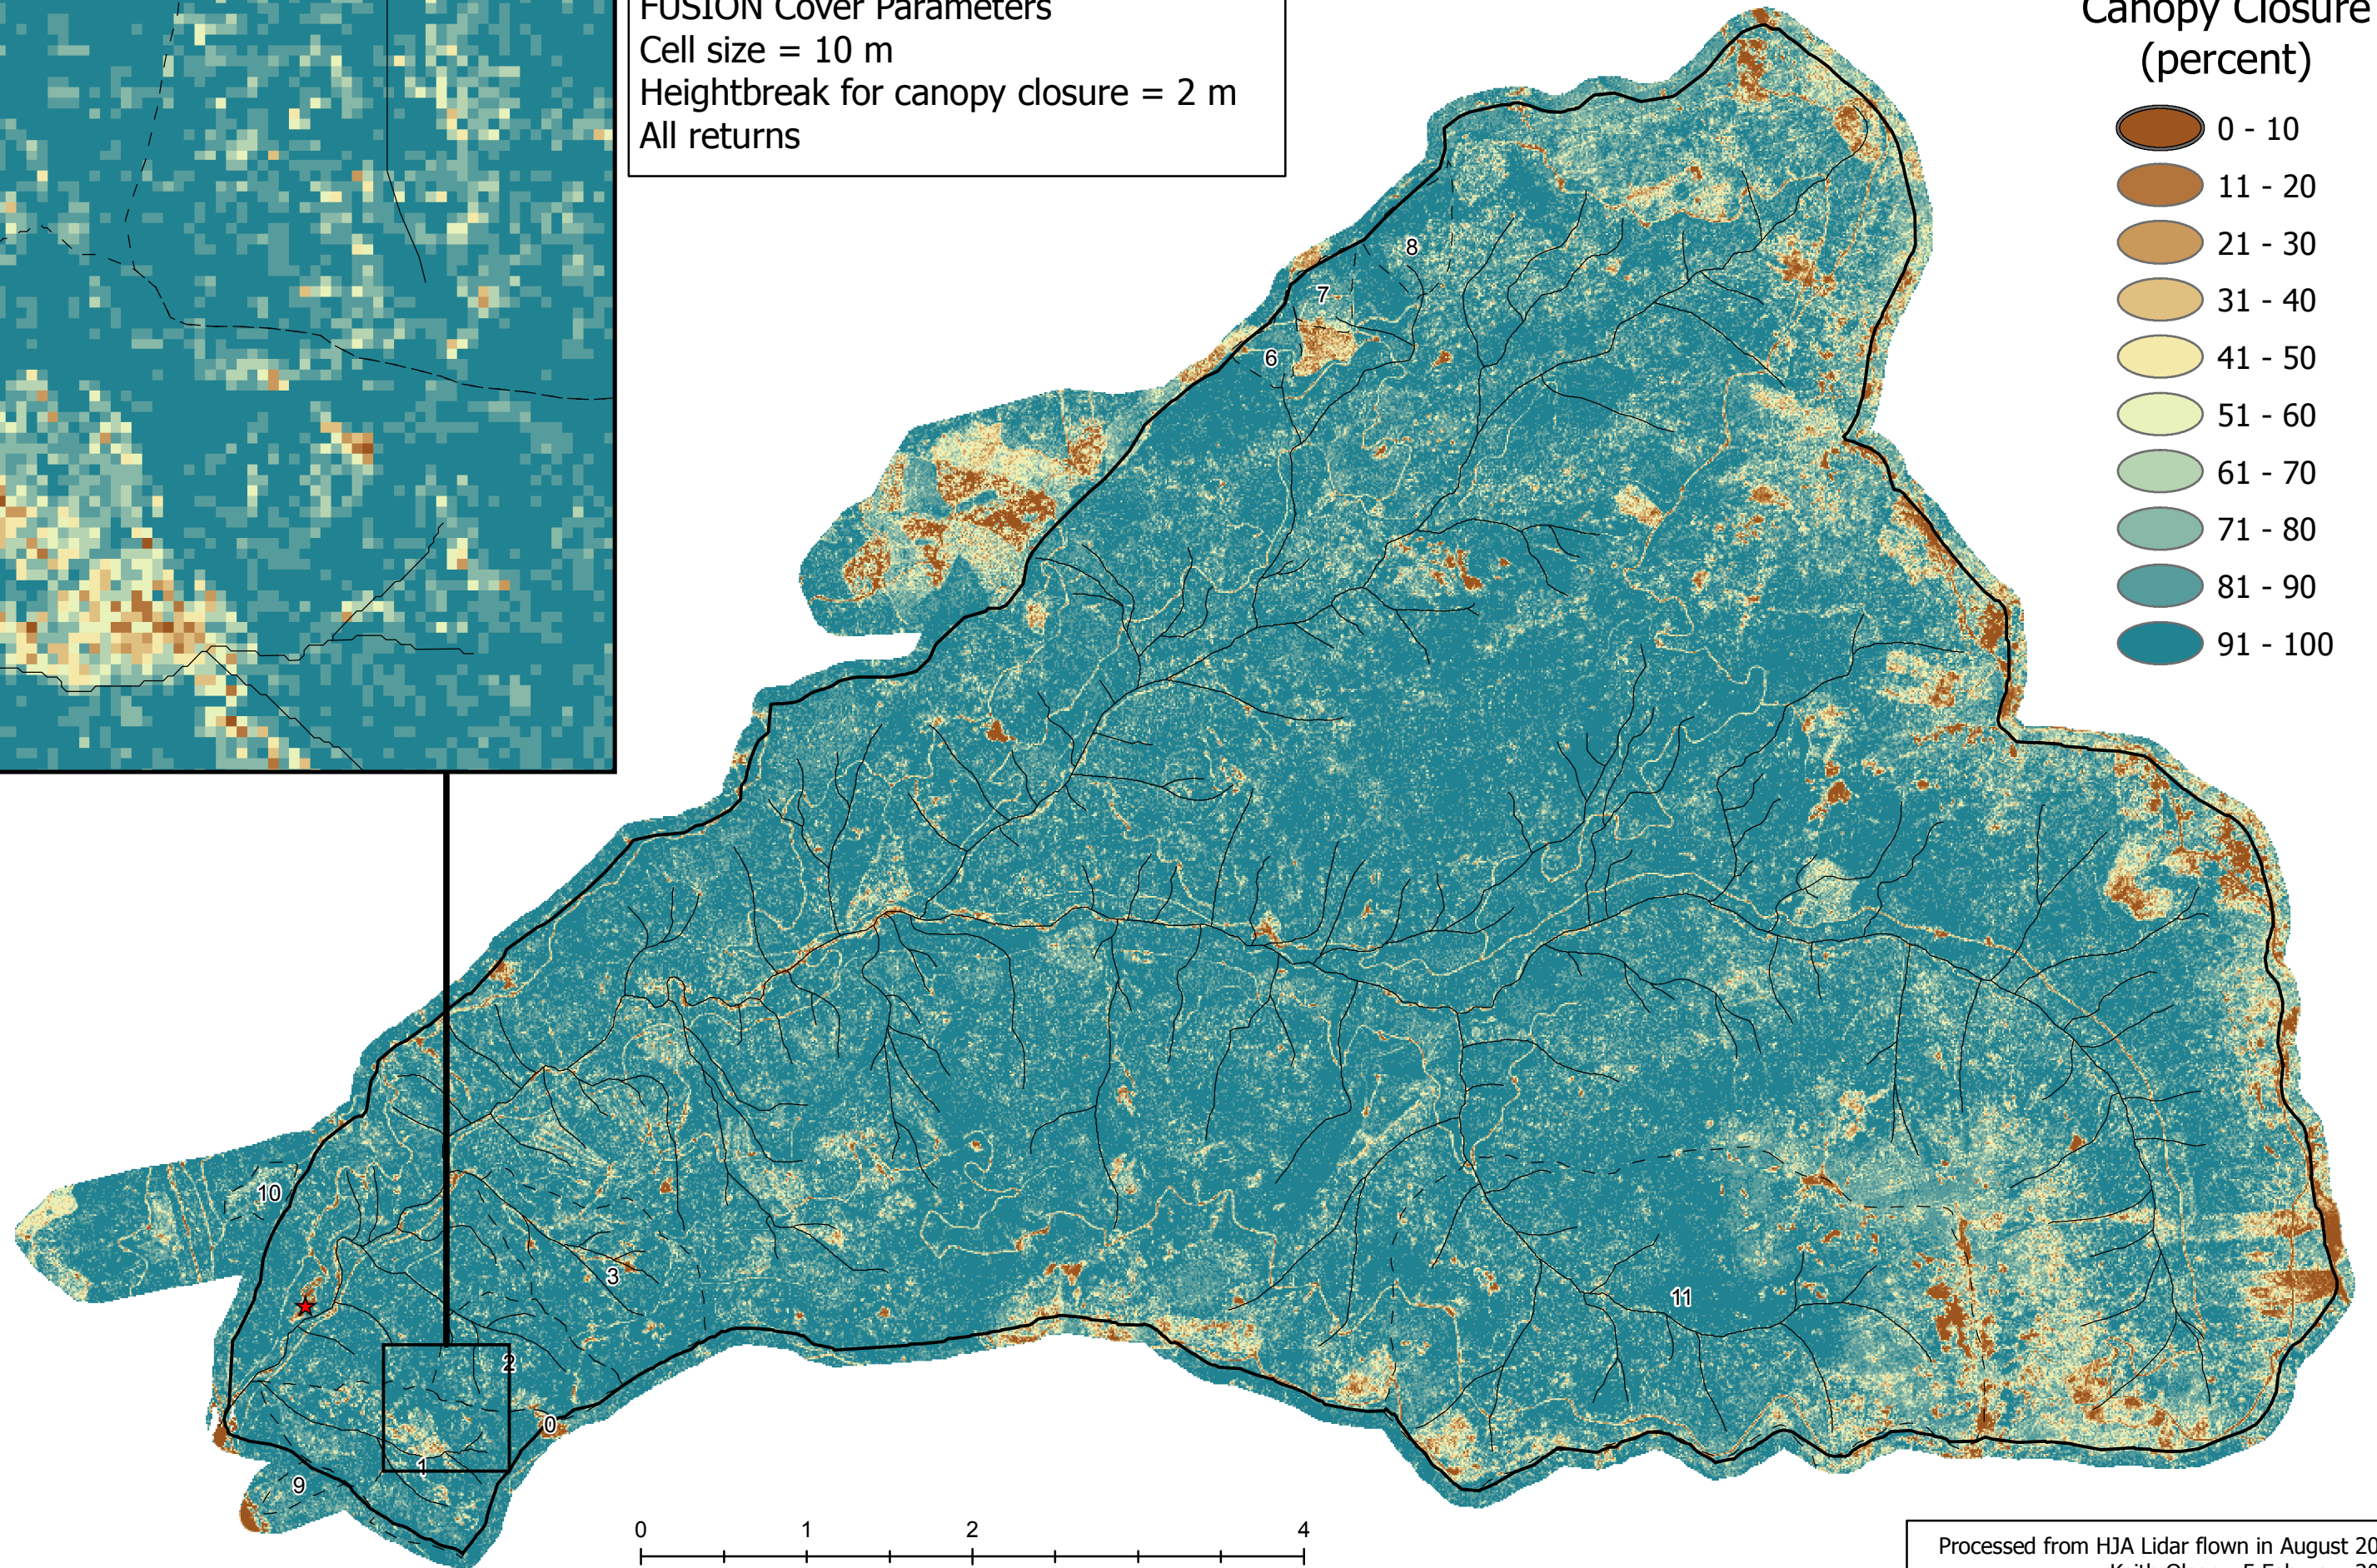 FUSION Cover Parameters
Cell size = 10 m
Heightbreak for canopy closure = 2 m
All returns
Canopy Closure
(percent)
0 - 10
11 - 20
21 - 30
31 - 40
41 - 50
51 - 60
61 - 70
71 - 80
81 - 90
91 - 100
8
7
6
10
3
11
2
0
1
9
0 1 2 4
Processed from HJA Lidar flown in August 20